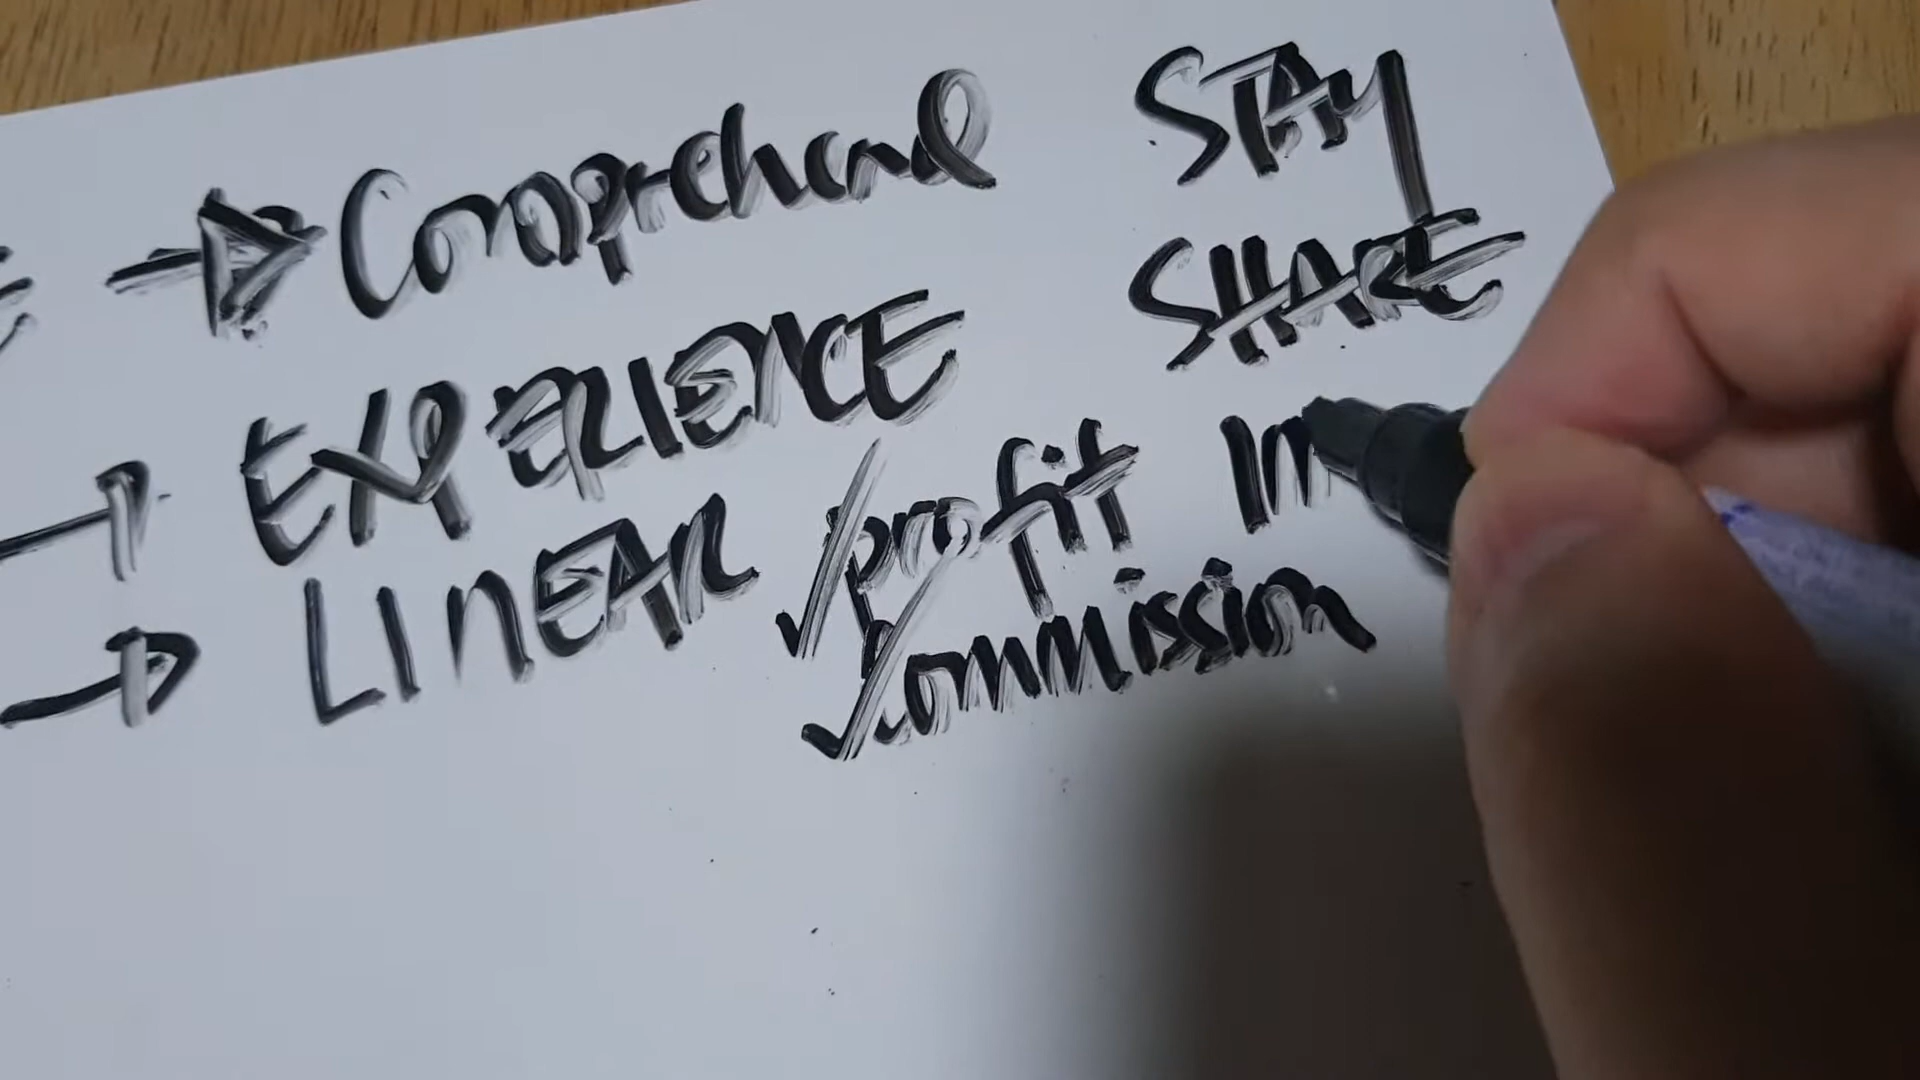 → Comprehend STAY
→ EXPERIENCE SHARE
→ LINEAR ✓profit
✓Commission